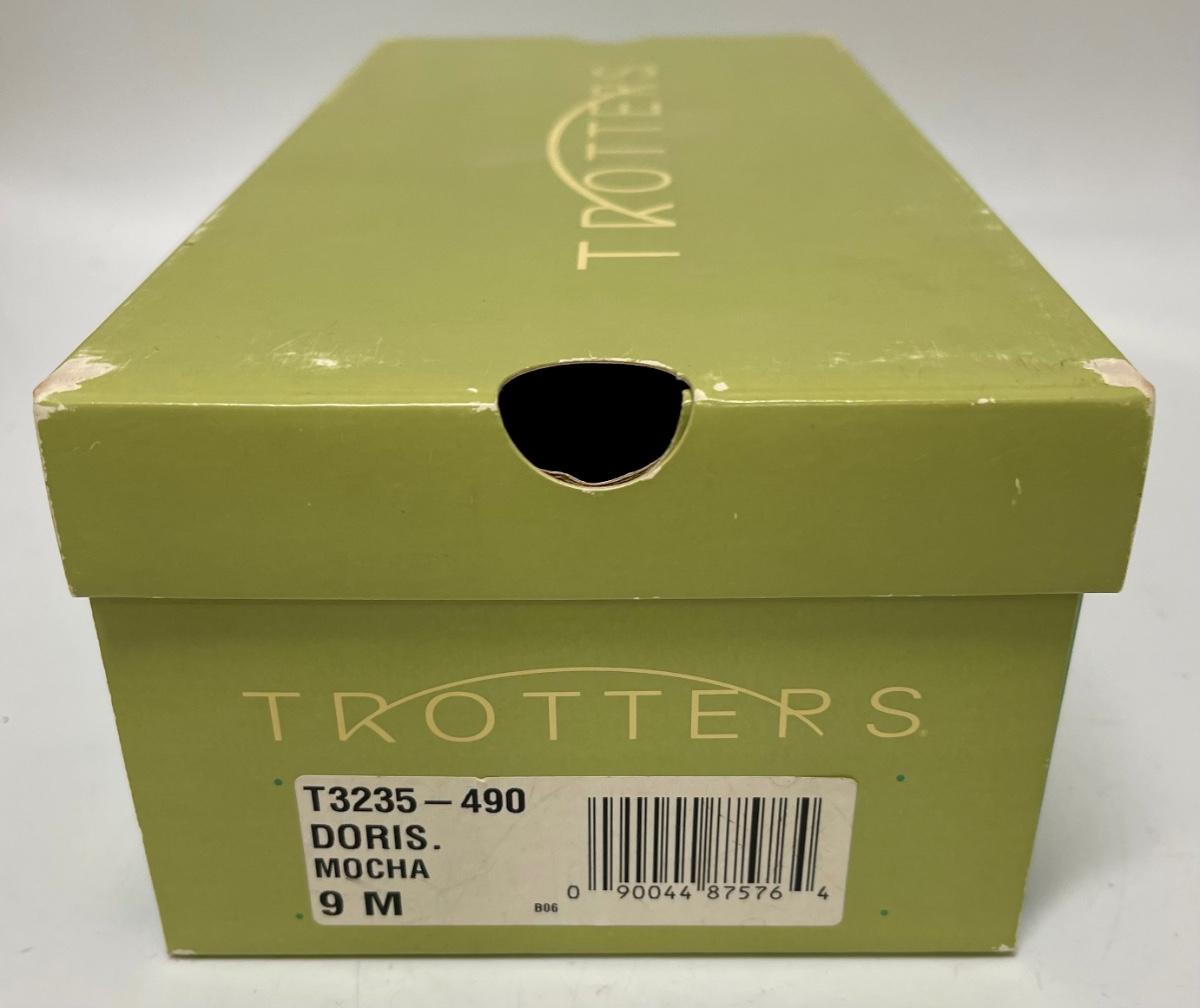 TROTTERS
TROTTERS®
T3235 — 490
DORIS.
MOCHA
9 M
B06
0 90044 87576 4